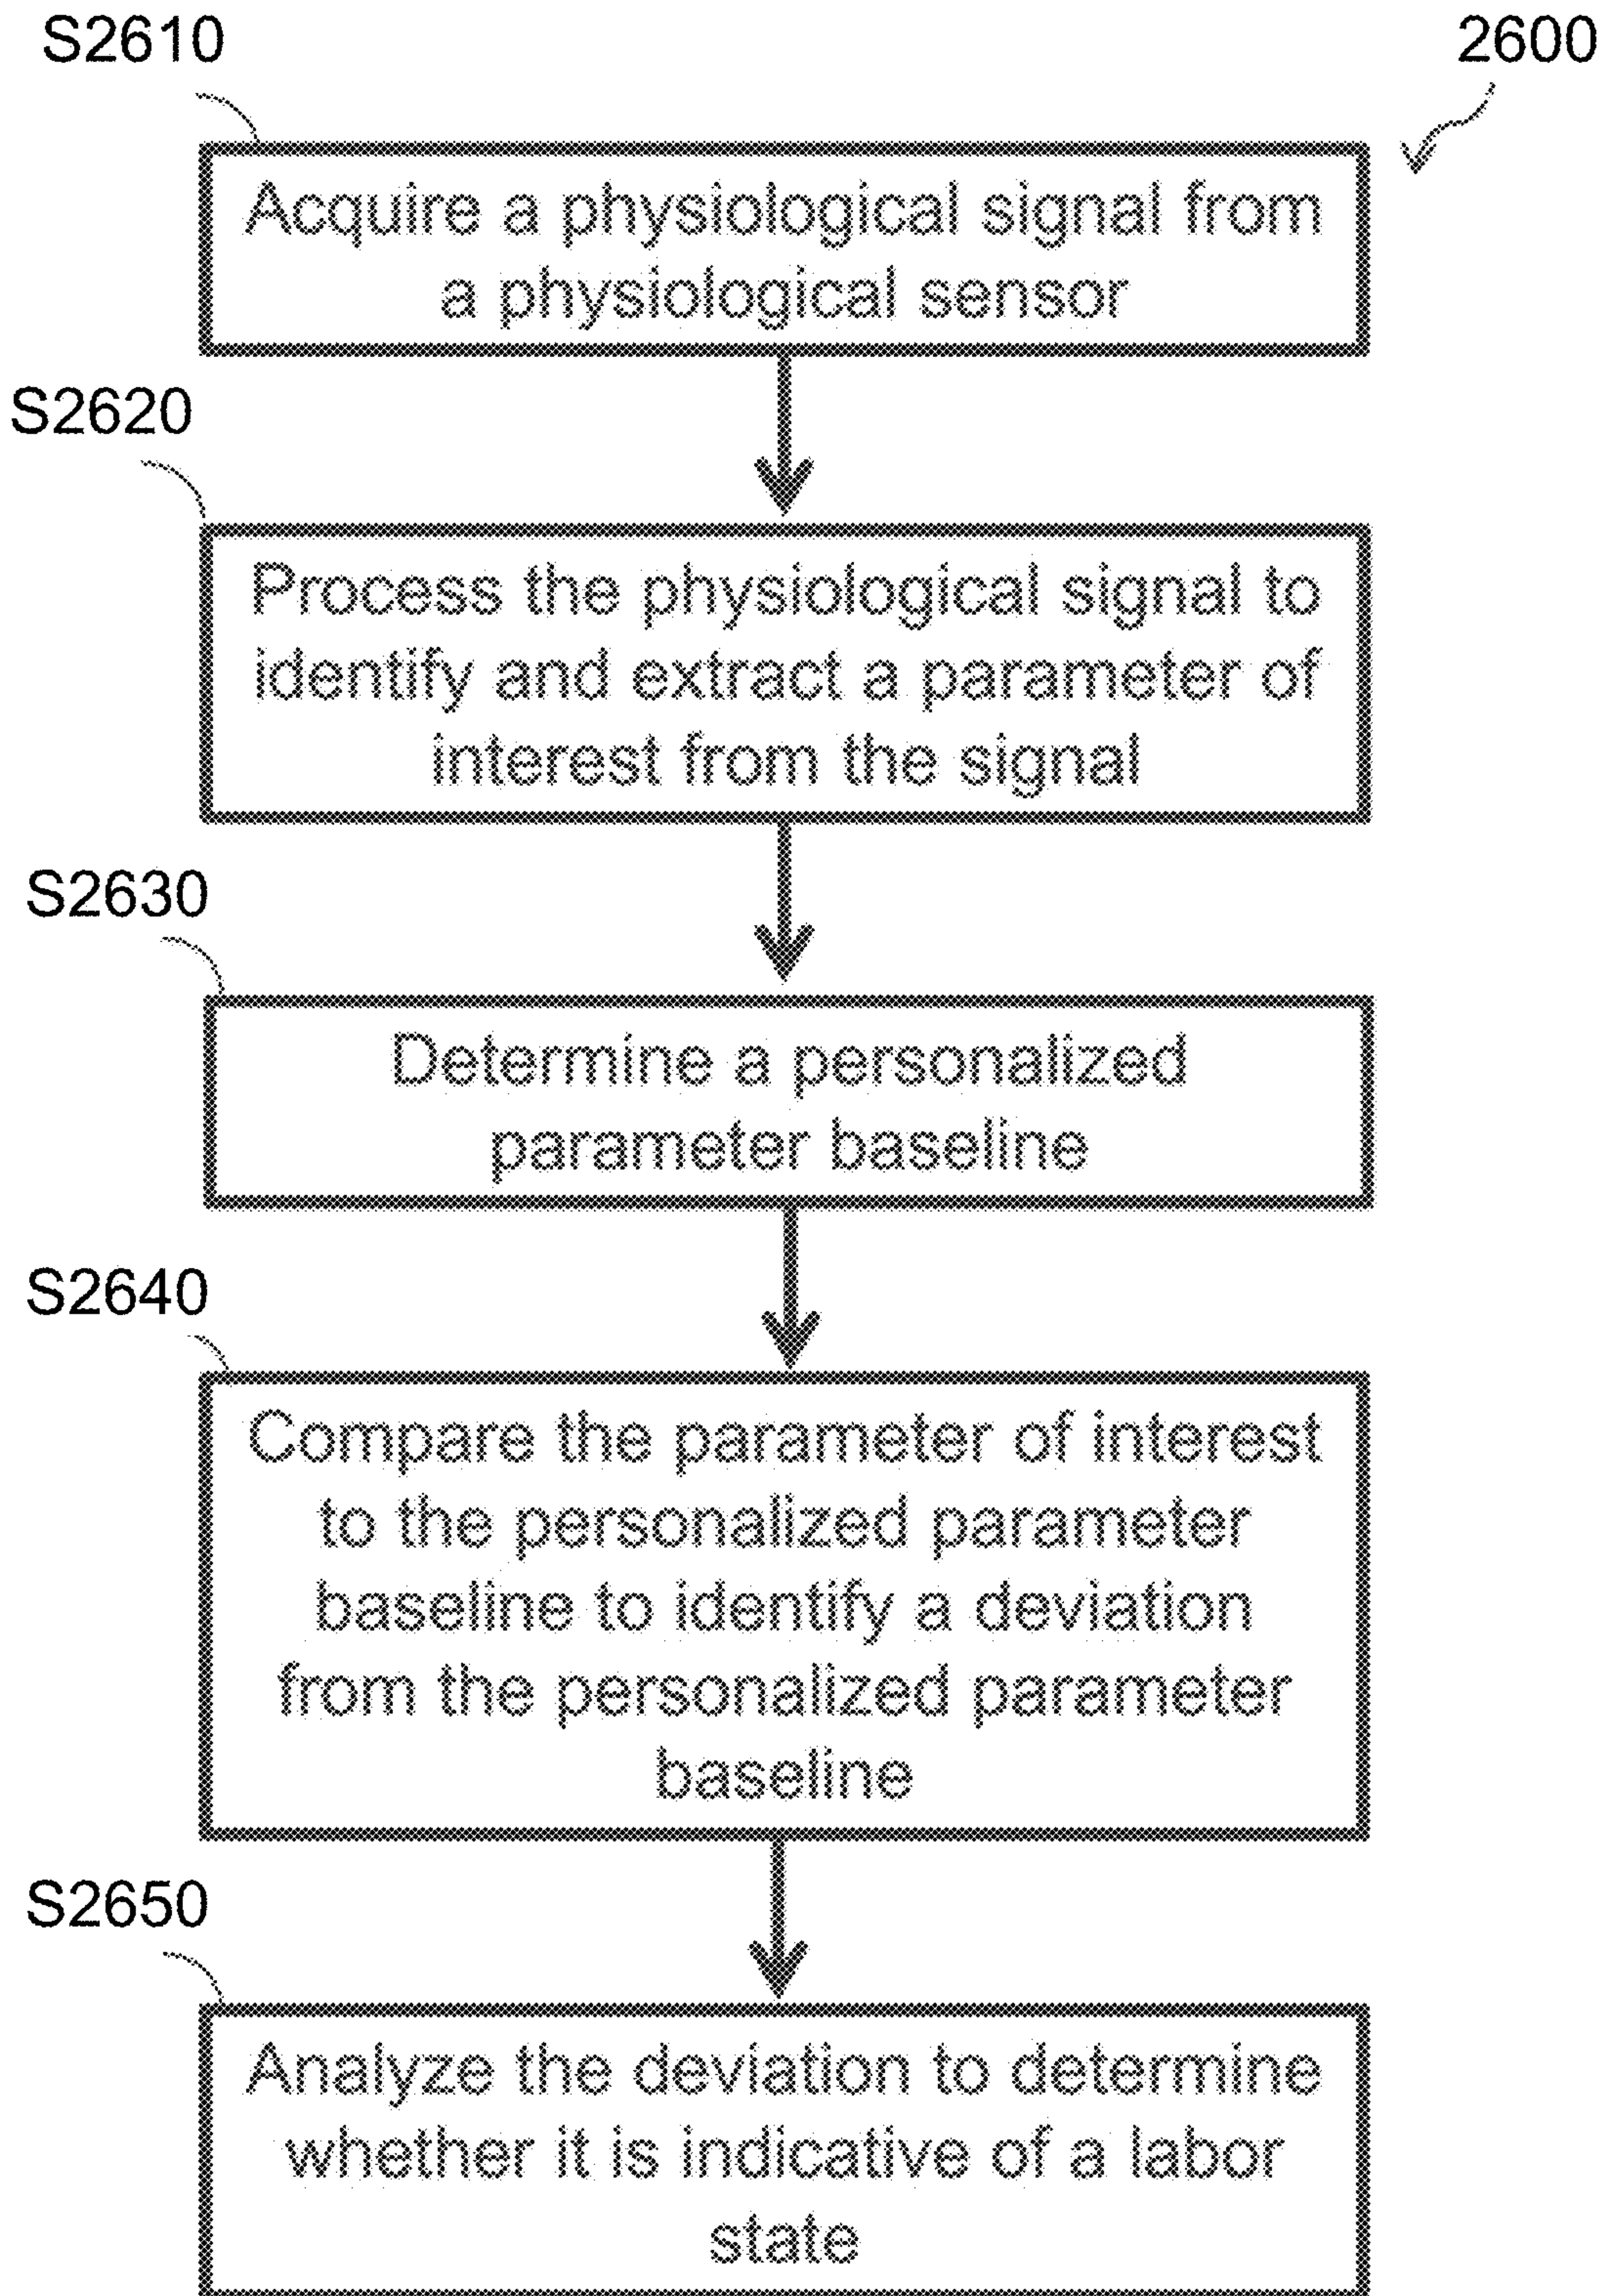 S2610
2600
Acquire a physiological signal from
a physiological sensor
S2620
Process the physiological signal to
identify and extract a parameter of
interest from the signal
S2630
Determine a personalized
parameter baseline
S2640
Compare the parameter of interest
to the personalized parameter
baseline to identify a deviation
from the personalized parameter
baseline
S2650
Analyze the deviation to determine
whether it is indicative of a labor
state